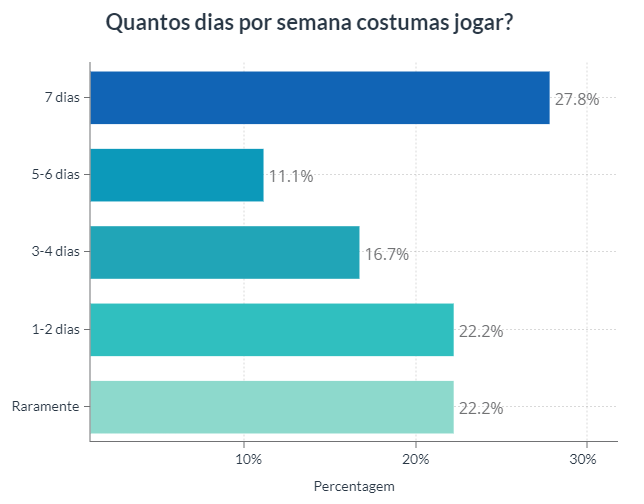 Quantos dias por semana costumas jogar?
7 dias
27.8%
5-6 dias
11.1%
3-4 dias
16.7%
1-2 dias
22.2%
Raramente
22.2%
10%
20%
30%
Percentagem